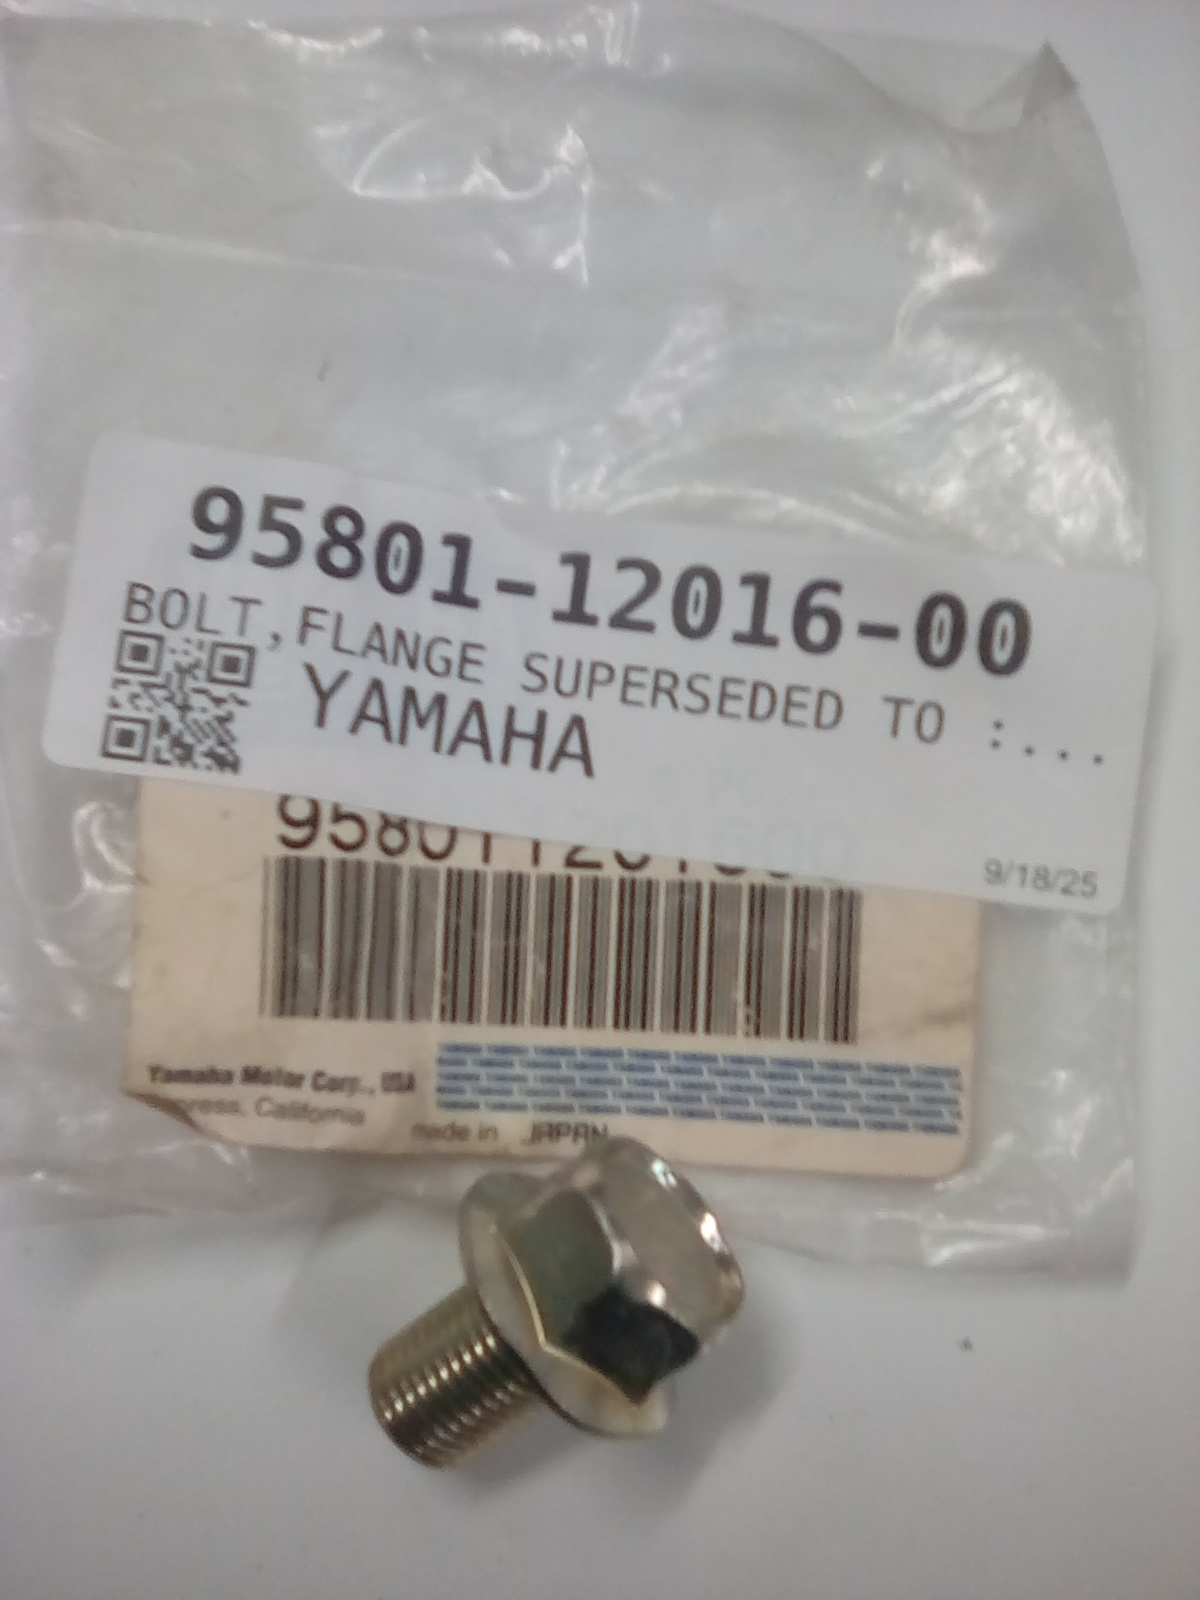 95801-12016-00
BOLT,FLANGE SUPERSEDED TO :...
YAMAHA
9/18/25
Yamaha Motor Corp., USA
California
made in JAPAN